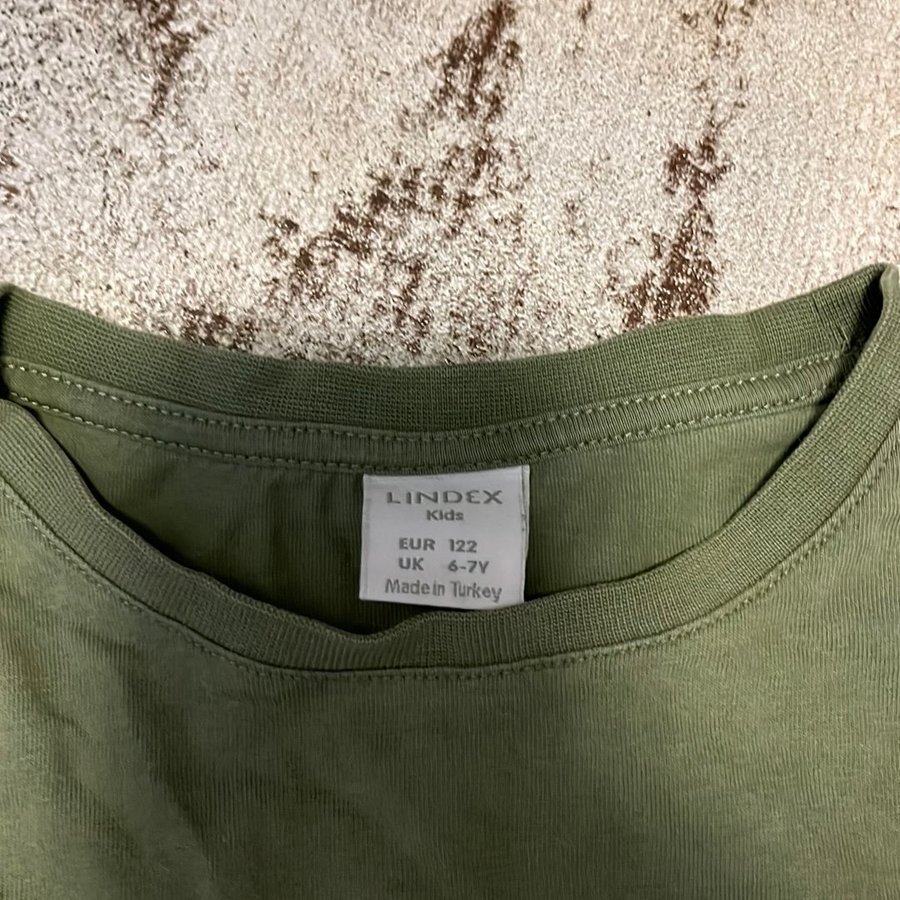 LINDEX
Kids
EUR 122
UK 6-7Y
Made in Turkey